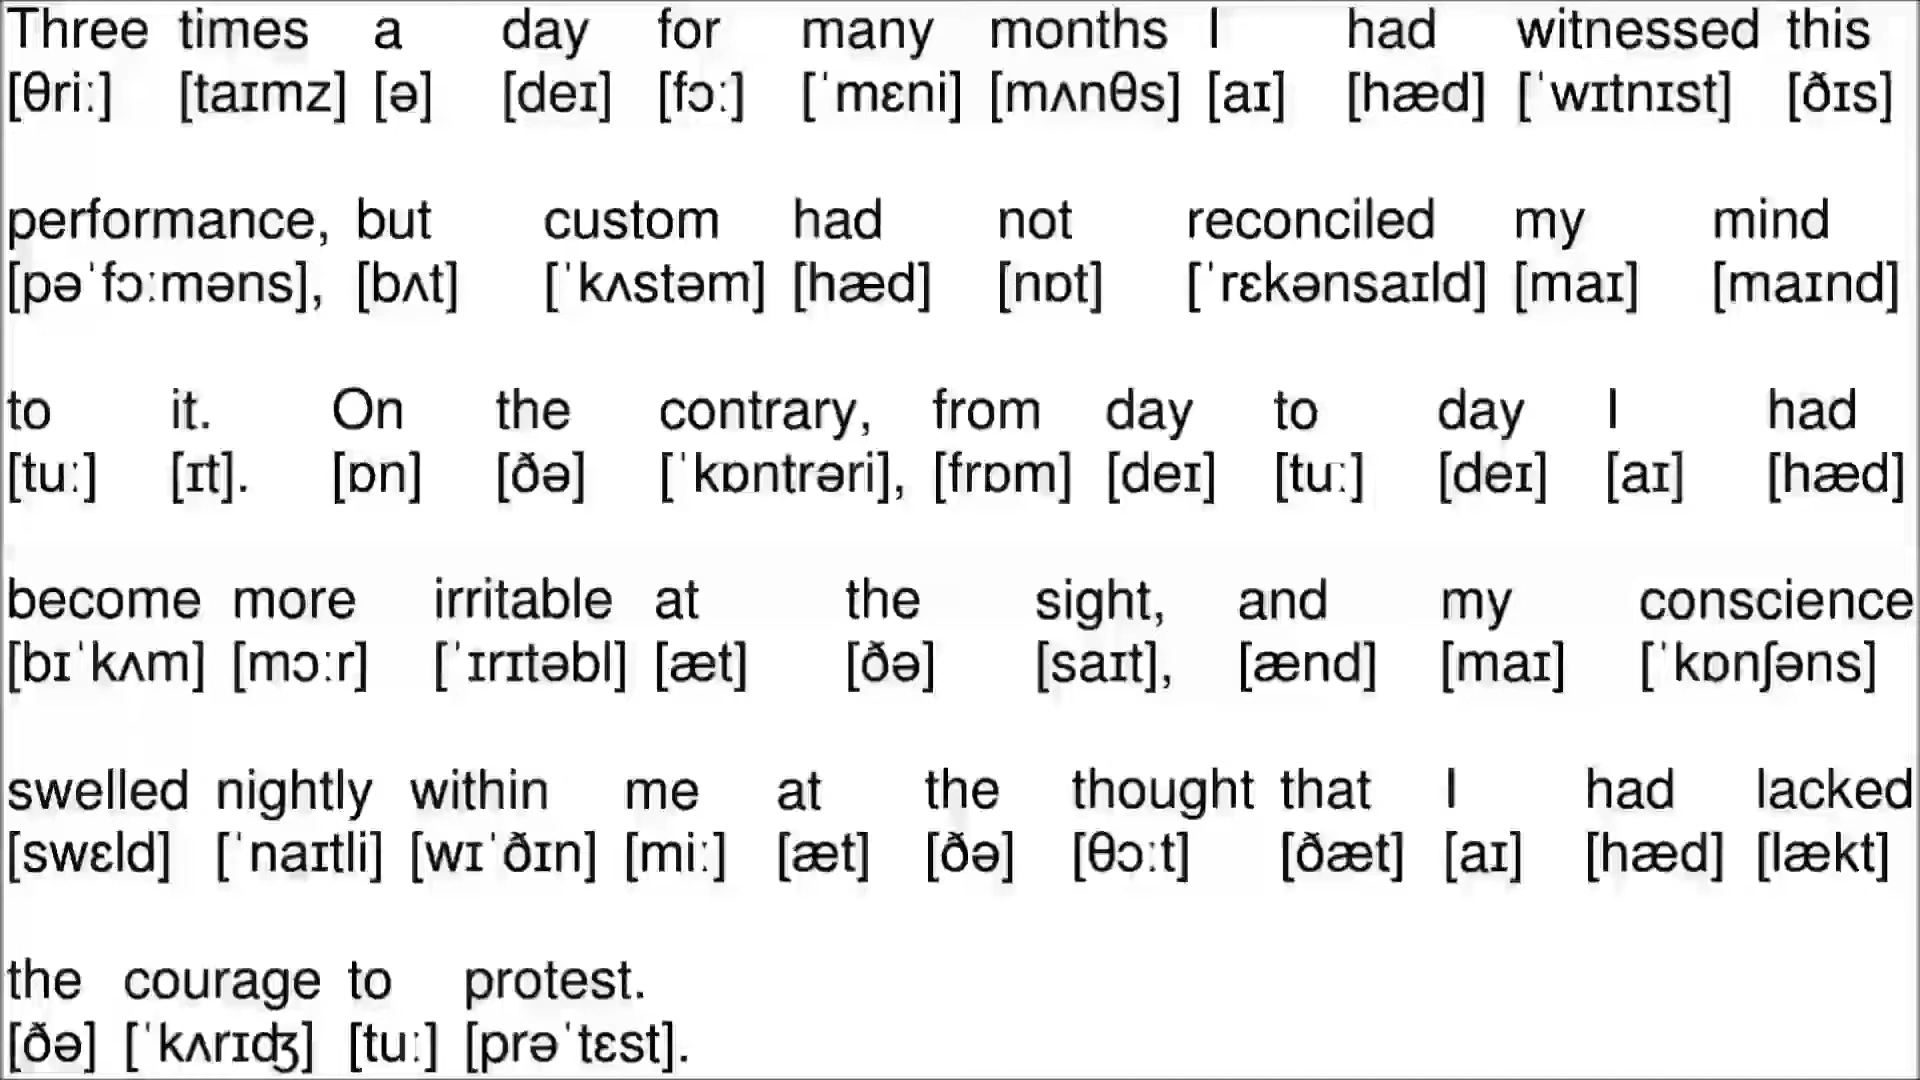 Three times a day for many months I had witnessed this
[θriː] [taɪmz] [ə] [deɪ] [fɔː] [ˈmɛni] [mʌnθs] [aɪ] [hæd] [ˈwɪtnɪst] [ðɪs]
performance, but custom had not reconciled my mind
[pəˈfɔːməns], [bʌt] [ˈkʌstəm] [hæd] [nɒt] [ˈrɛkənsaɪld] [maɪ] [maɪnd]
to it. On the contrary, from day to day I had
[tuː] [ɪt]. [ɒn] [ðə] [ˈkɒntrəri], [frɒm] [deɪ] [tuː] [deɪ] [aɪ] [hæd]
become more irritable at the sight, and my conscience
[bɪˈkʌm] [mɔːr] [ˈɪrɪtəbl] [æt] [ðə] [saɪt], [ænd] [maɪ] [ˈkɒnʃəns]
swelled nightly within me at the thought that I had lacked
[swɛld] [ˈnaɪtli] [wɪˈðɪn] [miː] [æt] [ðə] [θɔːt] [ðæt] [aɪ] [hæd] [lækt]
the courage to protest.
[ðə] [ˈkʌrɪʤ] [tuː] [prəˈtɛst].